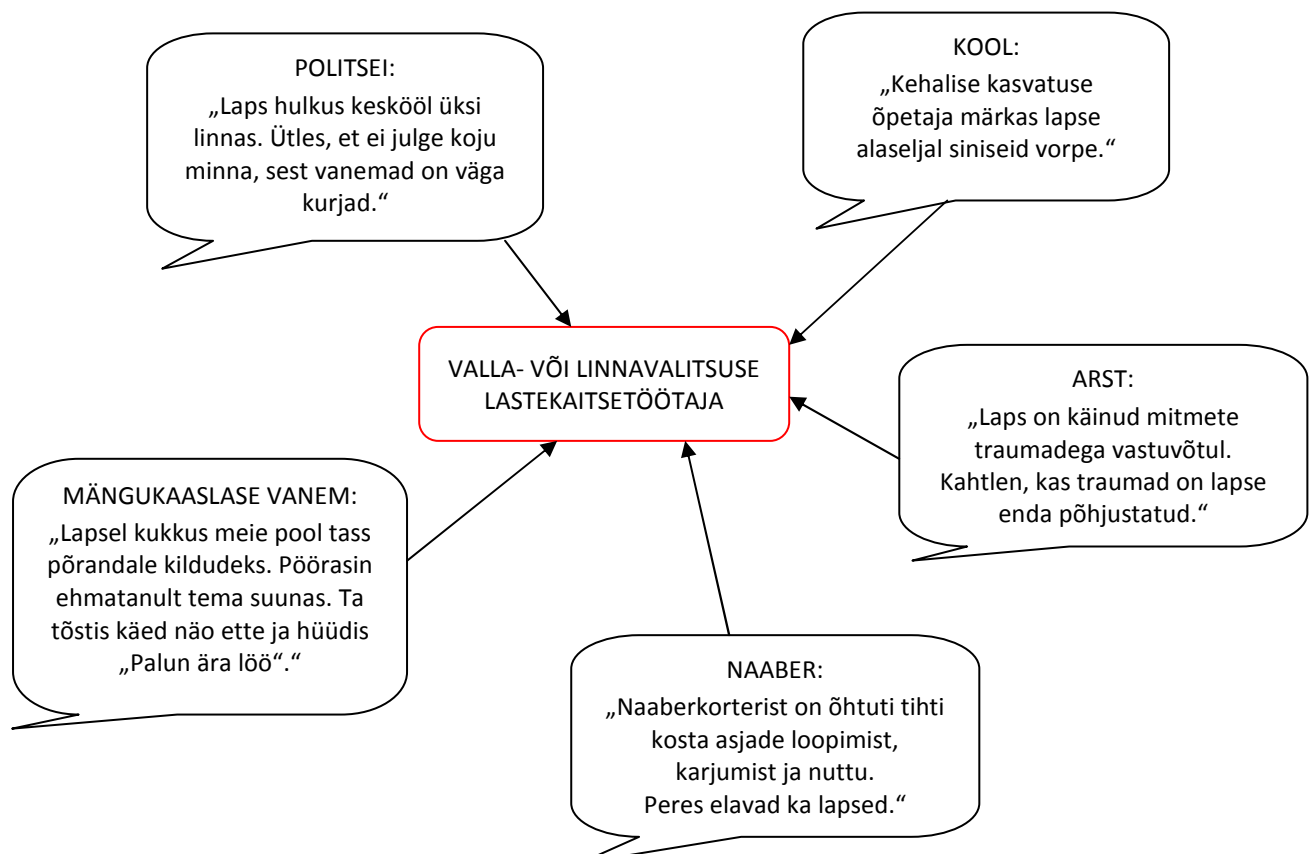 POLITSEI:
„Laps hulkus keskööl üksi
linnas. Ütles, et ei julge koju
minna, sest vanemad on väga
kurjad.“
KOOL:
„Kehalise kasvatuse
õpetaja märkas lapse
alaseljal siniseid vorpe.“
VALLA- VÕI LINNAVALITSUSE
LASTEKAITSETÖÖTAJA
ARST:
„Laps on käinud mitmete
traumadega vastuvõtul.
Kahtlen, kas traumad on lapse
enda põhjustatud.“
MÄNGUKAASLASE VANEM:
„Lapsel kukkus meie pool tass
põrandale kildudeks. Pöörasin
ehmatanult tema suunas. Ta
tõstis käed näo ette ja hüüdis
„Palun ära löö“.“
NAABER:
„Naaberkorterist on õhtuti tihti
kosta asjade loopimist,
karjumist ja nuttu.
Peres elavad ka lapsed.“